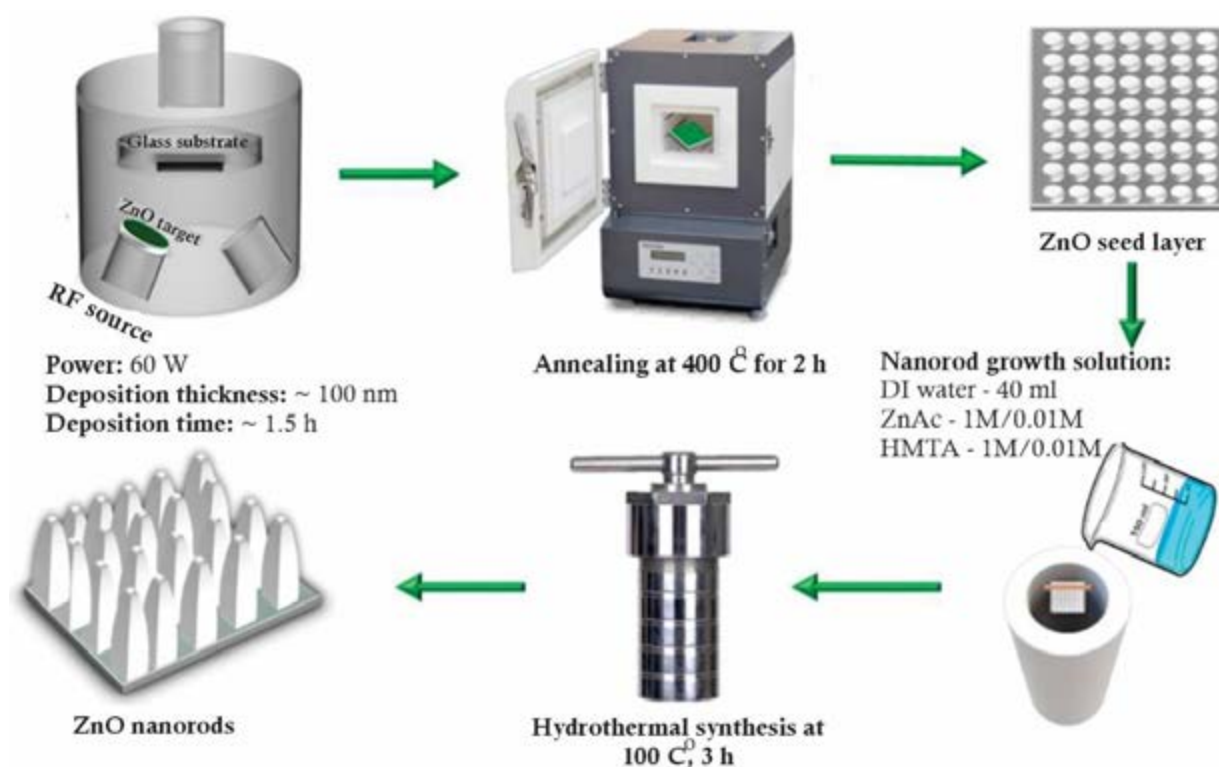 Glass substrate
ZnO target
RF source
Power: 60 W
Deposition thickness: ~ 100 nm
Deposition time: ~ 1.5 h
Annealing at 400 C° for 2 h
ZnO seed layer
Nanorod growth solution:
DI water - 40 ml
ZnAc - 1M/0.01M
HMTA - 1M/0.01M
Hydrothermal synthesis at
100 C°, 3 h
ZnO nanorods